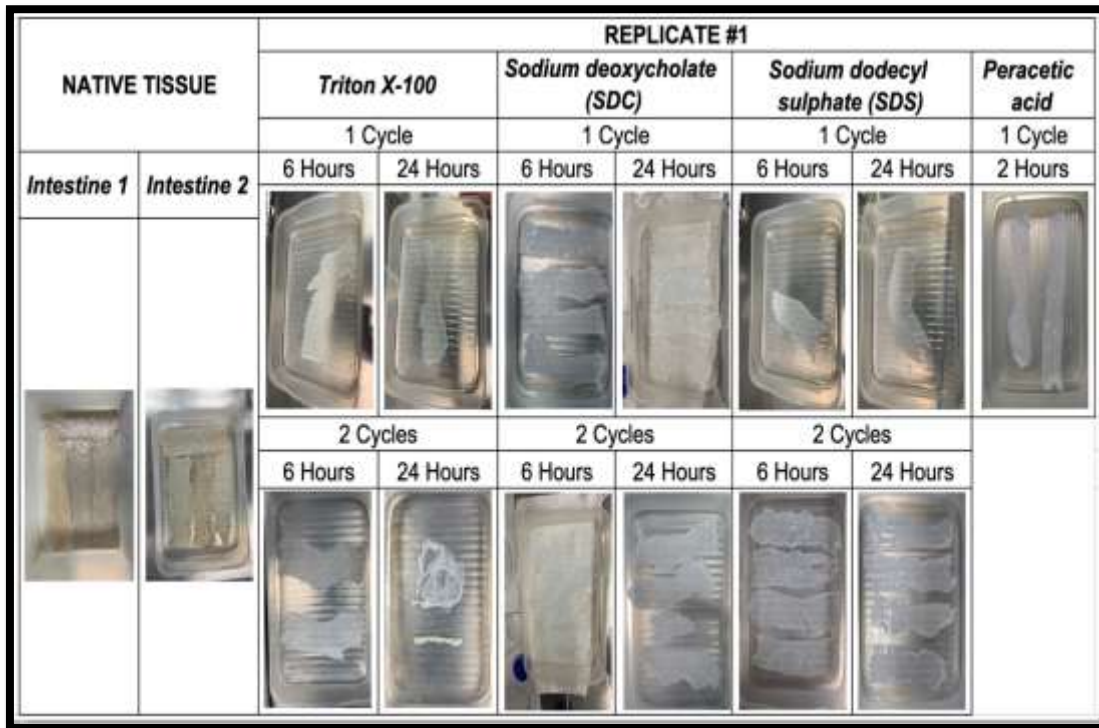 REPLICATE #1
NATIVE TISSUE
Triton X-100
Sodium deoxycholate
(SDC)
Sodium dodecyl
sulphate (SDS)
Peracetic
acid
1 Cycle
1 Cycle
1 Cycle
1 Cycle
Intestine 1
Intestine 2
6 Hours
24 Hours
6 Hours
24 Hours
6 Hours
24 Hours
2 Hours
2 Cycles
2 Cycles
2 Cycles
6 Hours
24 Hours
6 Hours
24 Hours
6 Hours
24 Hours